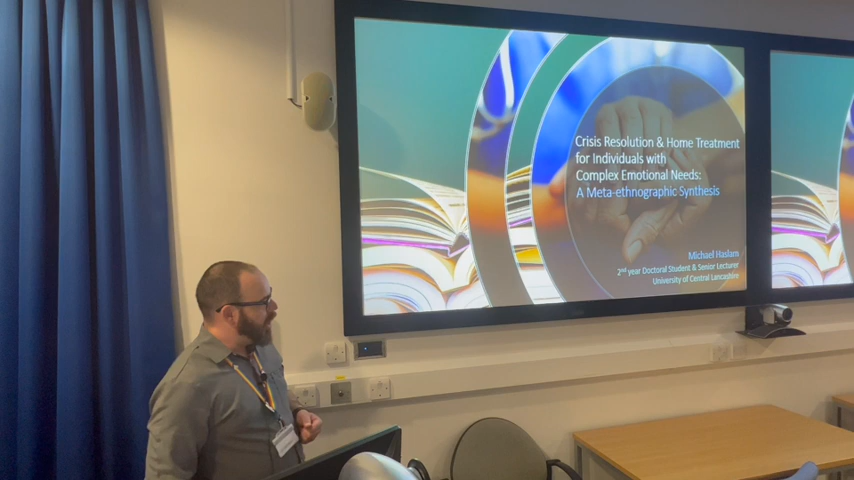 Crisis Resolution & Home Treatment
for Individuals with
Complex Emotional Needs:
A Meta-ethnographic Synthesis
Michael Haslam
2nd year Doctoral Student & Senior Lecturer
University of Central Lancashire